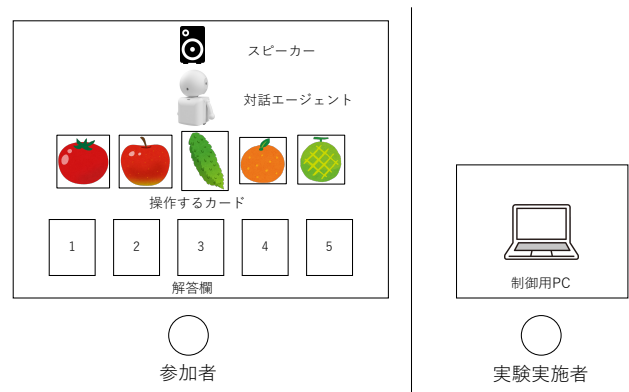 スピーカー
対話エージェント
操作するカード
1 2 3 4 5
解答欄
参加者
制御用PC
実験実施者